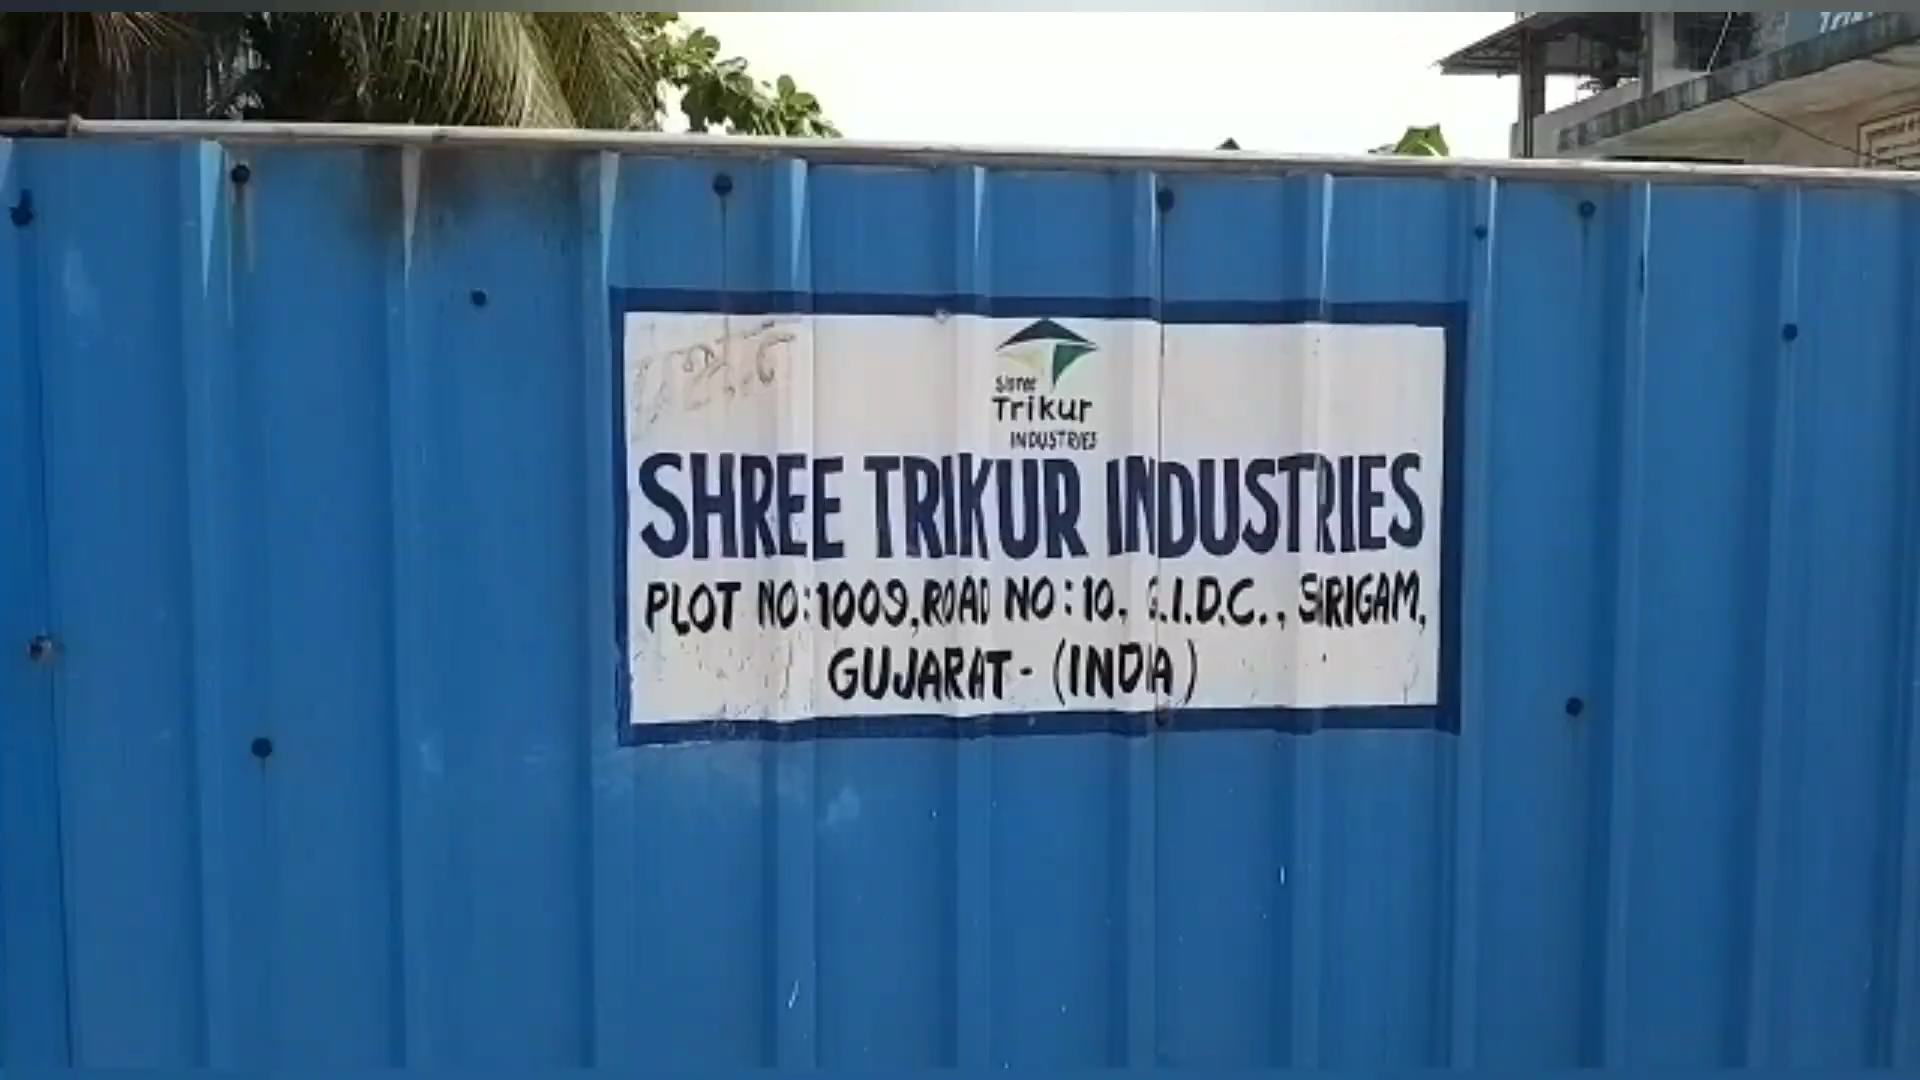 Shree
Trikur
INDUSTRIES
SHREE TRIKUR INDUSTRIES
PLOT NO:1009,ROAD NO:10, G.I.D.C., SARIGAM,
GUJARAT-(INDIA)